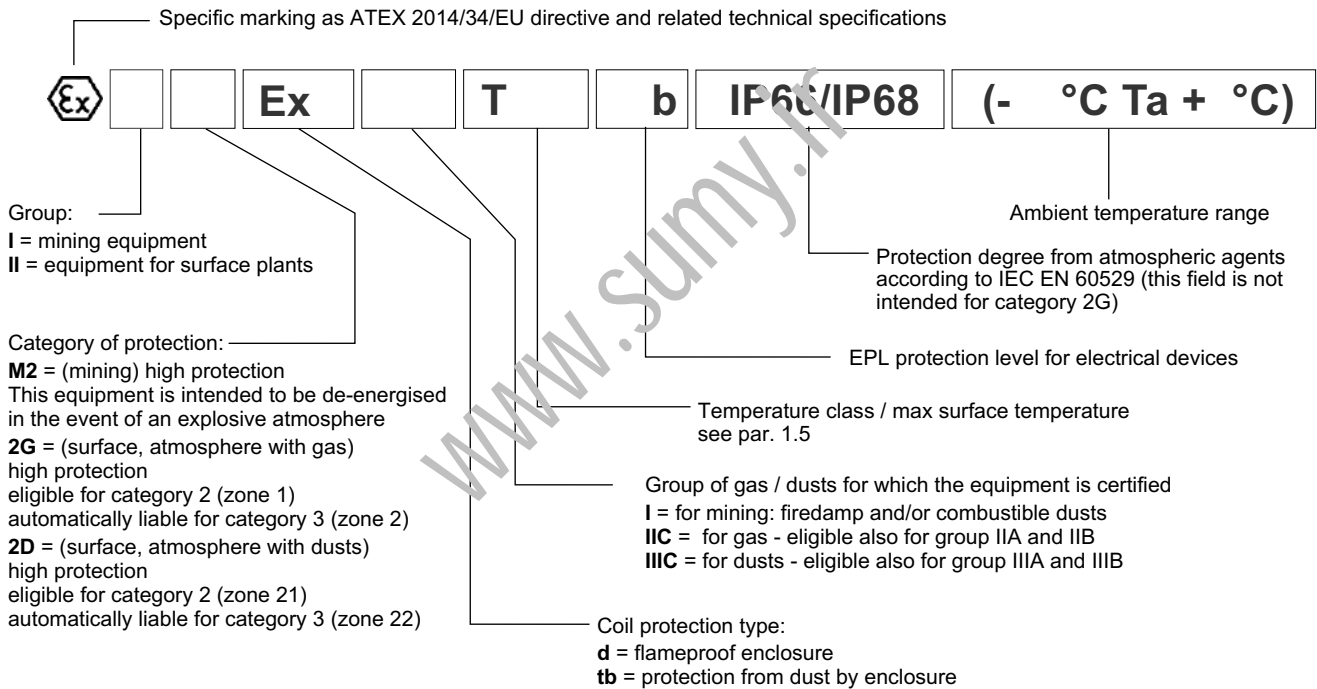 Specific marking as ATEX 2014/34/EU directive and related technical specifications
Ex Ex T b IP66/IP68 (- °C Ta + °C)
Group:
I = mining equipment
II = equipment for surface plants
Ambient temperature range
Protection degree from atmospheric agents
according to IEC EN 60529 (this field is not
intended for category 2G)
Category of protection:
M2 = (mining) high protection
This equipment is intended to be de-energised
in the event of an explosive atmosphere
2G = (surface, atmosphere with gas)
high protection
eligible for category 2 (zone 1)
automatically liable for category 3 (zone 2)
2D = (surface, atmosphere with dusts)
high protection
eligible for category 2 (zone 21)
automatically liable for category 3 (zone 22)
EPL protection level for electrical devices
Temperature class / max surface temperature
see par. 1.5
Group of gas / dusts for which the equipment is certified
I = for mining: firedamp and/or combustible dusts
IIC = for gas - eligible also for group IIA and IIB
IIIC = for dusts - eligible also for group IIIA and IIIB
Coil protection type:
d = flameproof enclosure
tb = protection from dust by enclosure
www.sumy.ir